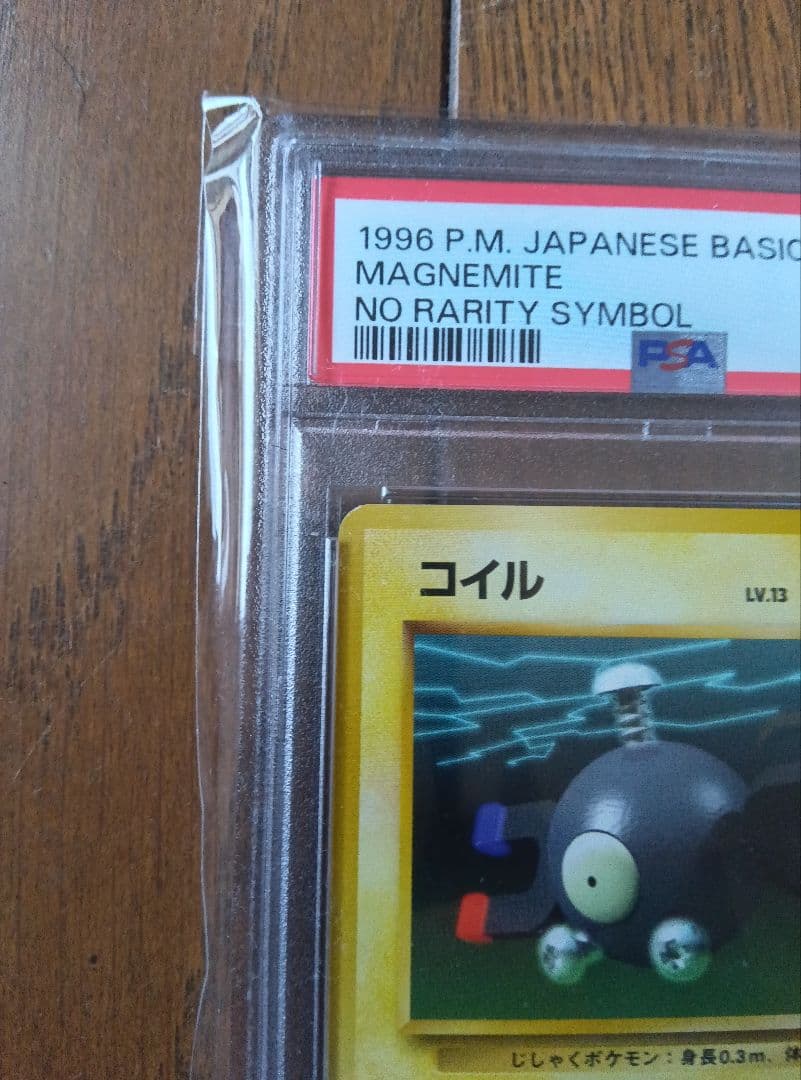 1996 P.M. JAPANESE BASIC
MAGNEMITE
NO RARITY SYMBOL
PSA
コイル
LV.13
じしゃくポケモン：身長0.3m、体